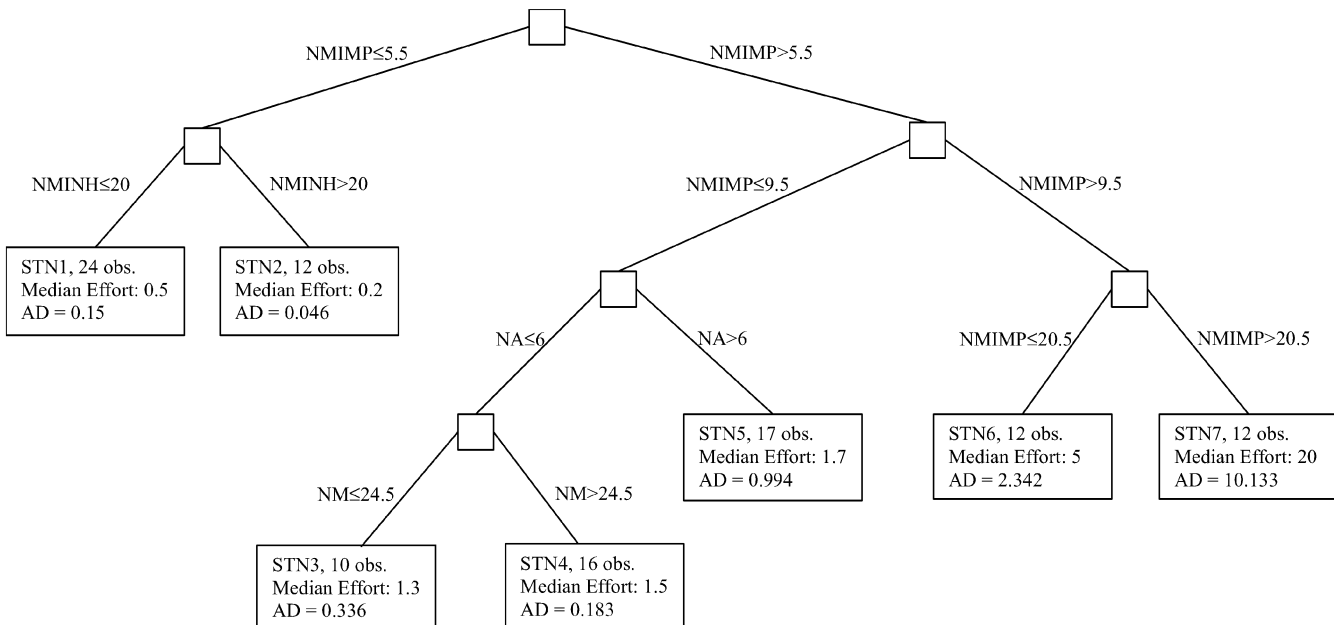 NMIMP≤5.5
NMIMP>5.5
NMINH≤20
NMINH>20
NMIMP≤9.5
NMIMP>9.5
STN1, 24 obs.
Median Effort: 0.5
AD = 0.15
STN2, 12 obs.
Median Effort: 0.2
AD = 0.046
NA≤6
NA>6
NMIMP≤20.5
NMIMP>20.5
STN5, 17 obs.
Median Effort: 1.7
AD = 0.994
STN6, 12 obs.
Median Effort: 5
AD = 2.342
STN7, 12 obs.
Median Effort: 20
AD = 10.133
NM≤24.5
NM>24.5
STN3, 10 obs.
Median Effort: 1.3
AD = 0.336
STN4, 16 obs.
Median Effort: 1.5
AD = 0.183